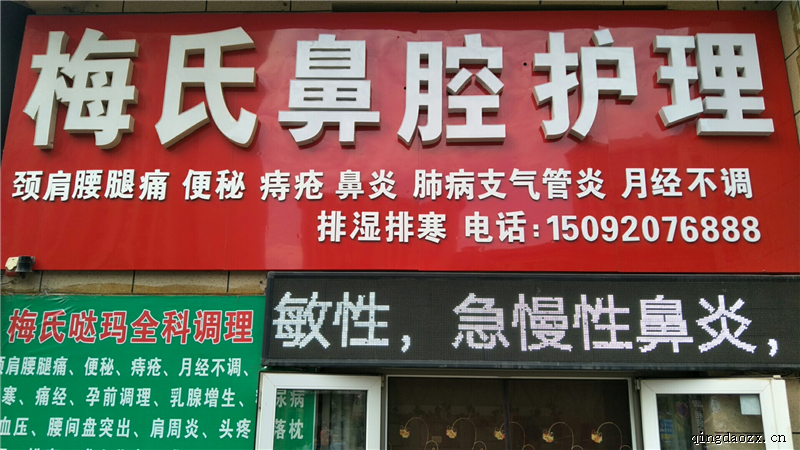 梅氏鼻腔护理
颈肩腰腿痛 便秘 痔疮 鼻炎 肺病支气管炎 月经不调
排湿排寒 电话:15092076888
敏性，急慢性鼻炎，
梅氏哒玛全科调理
颈肩腰腿痛、便秘、痔疮、月经不调、
寒、痛经、孕前调理、乳腺增生、
血压、腰间盘突出、肩周炎、头疼
尿病
落枕
qingdaozx.cn